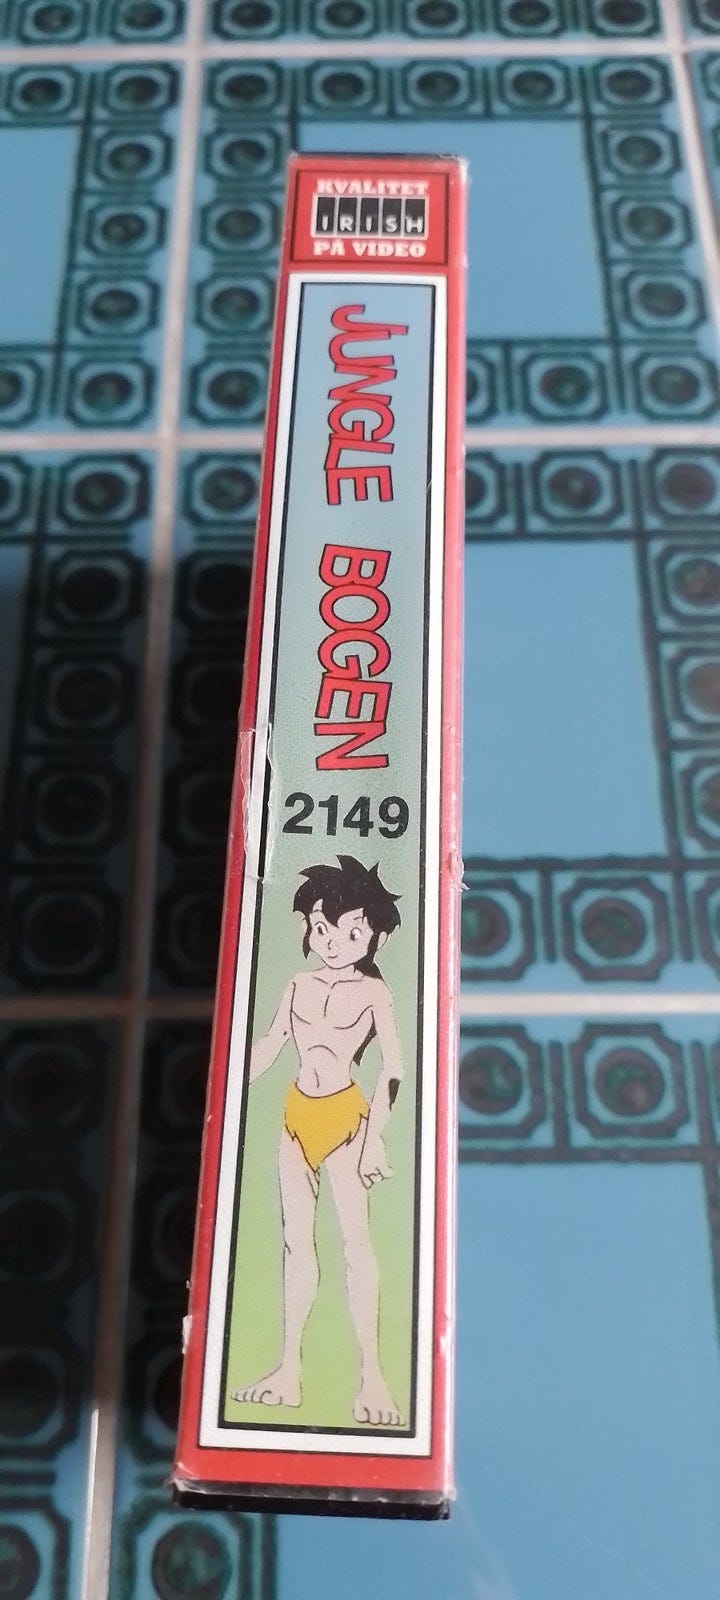 KVALITET
IRISH
PÅ VIDEO
JUNGLE BOGEN
2149